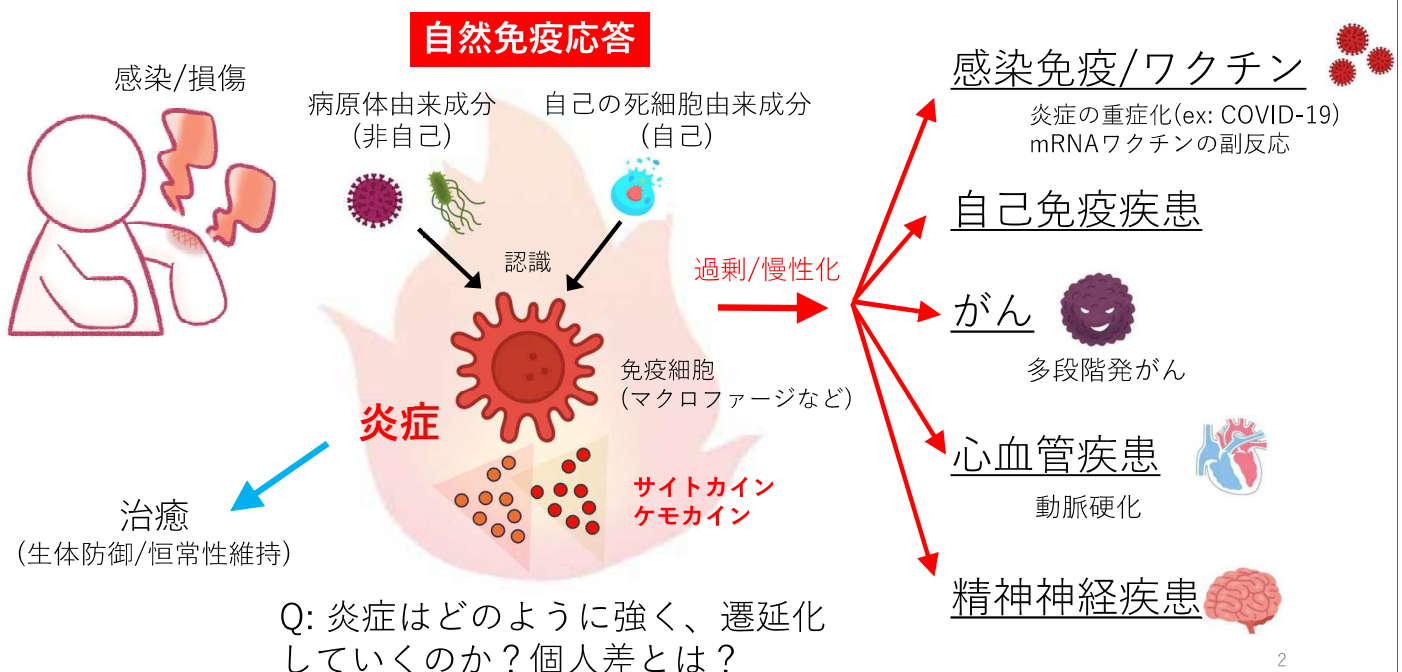 自然免疫応答
感染/損傷
病原体由来成分
(非自己)
自己の死細胞由来成分
(自己)
認識
免疫細胞
(マクロファージなど)
炎症
サイトカイン
ケモカイン
治癒
(生体防御/恒常性維持)
過剰/慢性化
感染免疫/ワクチン
炎症の重症化(ex: COVID-19)
mRNAワクチンの副反応
自己免疫疾患
がん
多段階発がん
心血管疾患
動脈硬化
精神神経疾患
Q: 炎症はどのように強く、遷延化
していくのか？個人差とは？
2